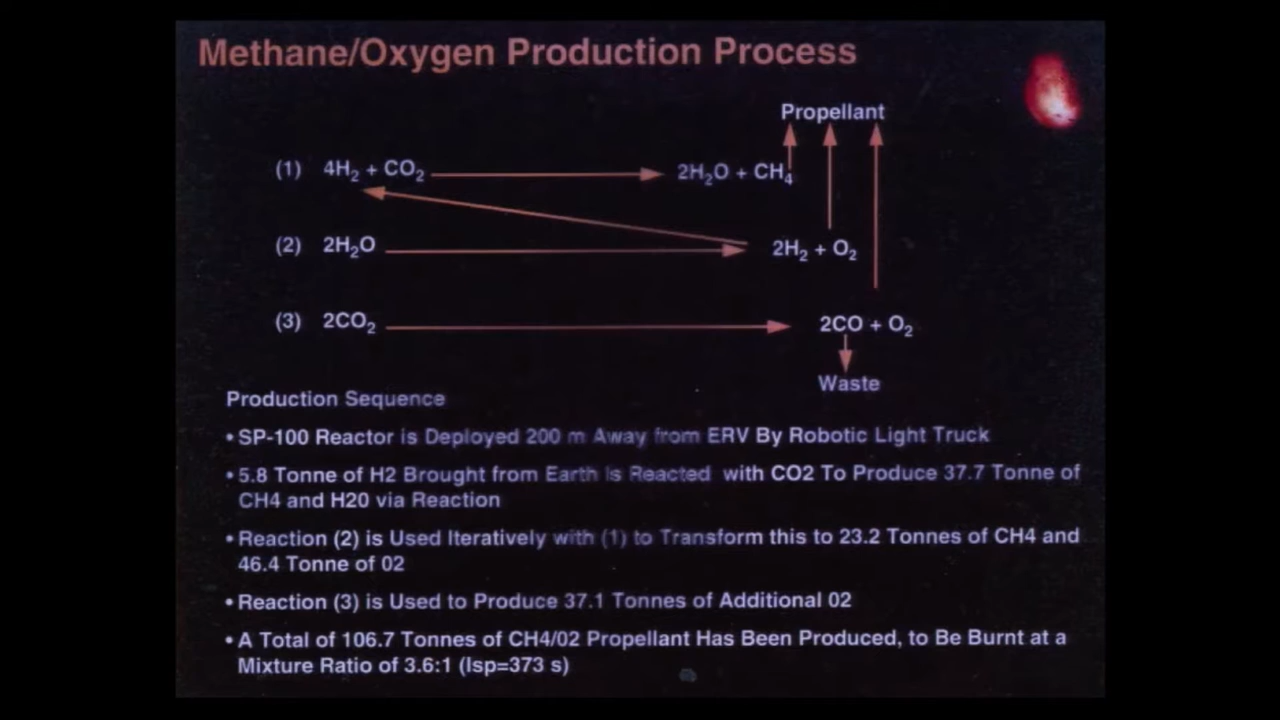 Methane/Oxygen Production Process
Propellant
(1) 4H₂ + CO₂ 2H₂O + CH₄
(2) 2H₂O 2H₂ + O₂
(3) 2CO₂ 2CO + O₂
Waste
Production Sequence
• SP-100 Reactor is Deployed 200 m Away from ERV By Robotic Light Truck
• 5.8 Tonne of H2 Brought from Earth is Reacted with CO2 To Produce 37.7 Tonne of
CH4 and H20 via Reaction
• Reaction (2) is Used Iteratively with (1) to Transform this to 23.2 Tonnes of CH4 and
46.4 Tonne of 02
• Reaction (3) is Used to Produce 37.1 Tonnes of Additional 02
• A Total of 106.7 Tonnes of CH4/02 Propellant Has Been Produced, to Be Burnt at a
Mixture Ratio of 3.6:1 (Isp=373 s)